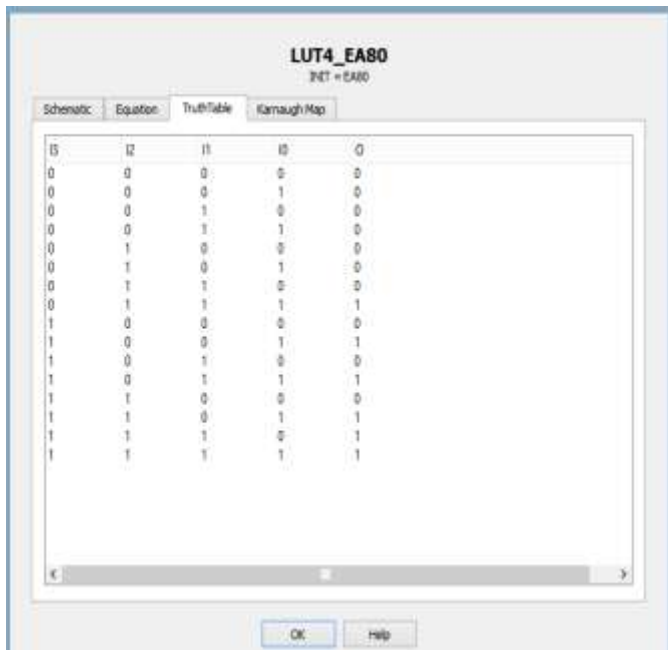 LUT4_EA80
INIT = EA80
Schematic Equation TruthTable Karnaugh Map
I3 I2 I1 I0 O
0 0 0 0 0
0 0 0 1 0
0 0 1 0 0
0 0 1 1 0
0 1 0 0 0
0 1 0 1 0
0 1 1 0 0
0 1 1 1 1
1 0 0 0 0
1 0 0 1 1
1 0 1 0 0
1 0 1 1 1
1 1 0 0 0
1 1 0 1 1
1 1 1 0 1
1 1 1 1 1
OK Help